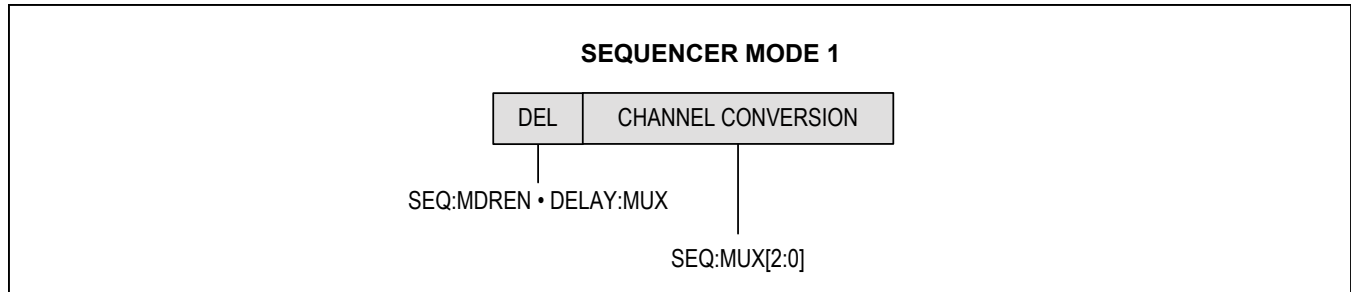 SEQUENCER MODE 1
DEL CHANNEL CONVERSION
SEQ:MDREN • DELAY:MUX
SEQ:MUX[2:0]